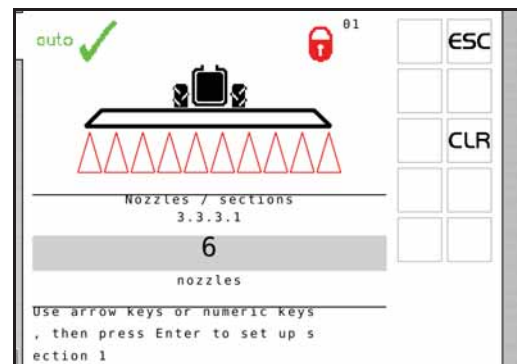 auto
01
ESC
CLR
Nozzles / sections
3.3.3.1
6
nozzles
Use arrow keys or numeric keys
, then press Enter to set up s
ection 1